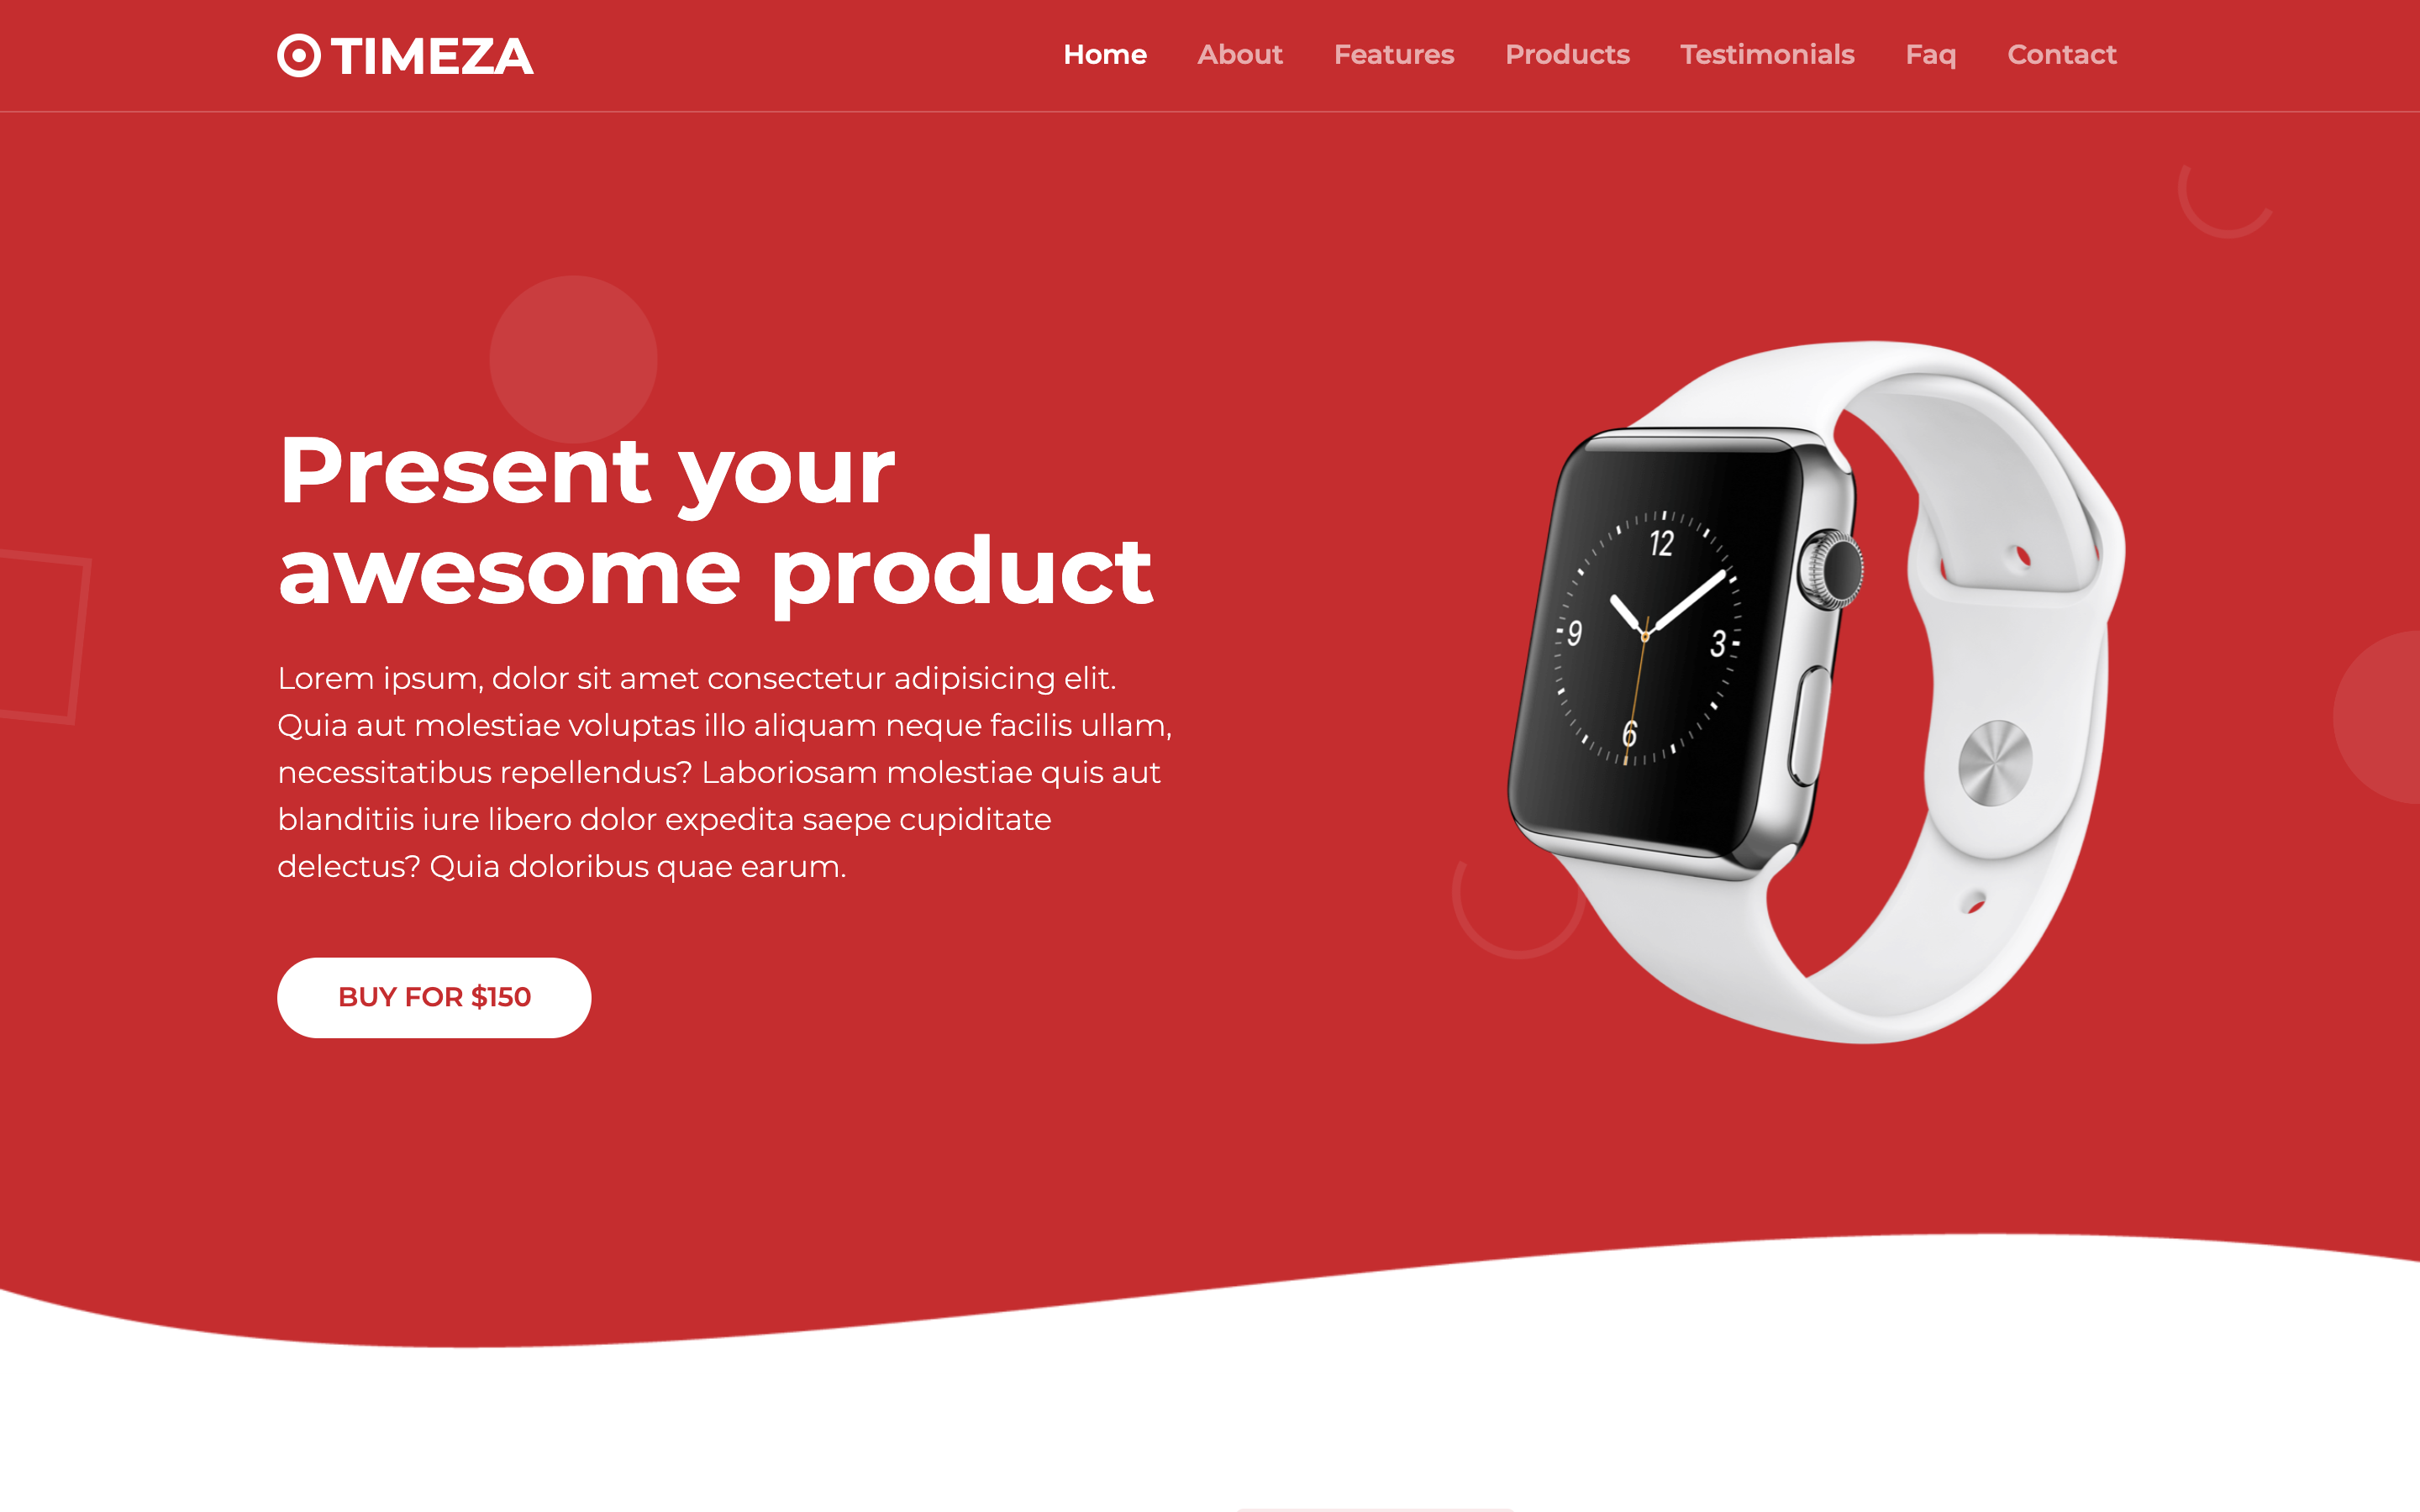 TIMEZA
Home About Features Products Testimonials Faq Contact
Present your
awesome product
Lorem ipsum, dolor sit amet consectetur adipisicing elit.
Quia aut molestiae voluptas illo aliquam neque facilis ullam,
necessitatibus repellendus? Laboriosam molestiae quis aut
blanditiis iure libero dolor expedita saepe cupiditate
delectus? Quia doloribus quae earum.
BUY FOR $150
12
9
3
6